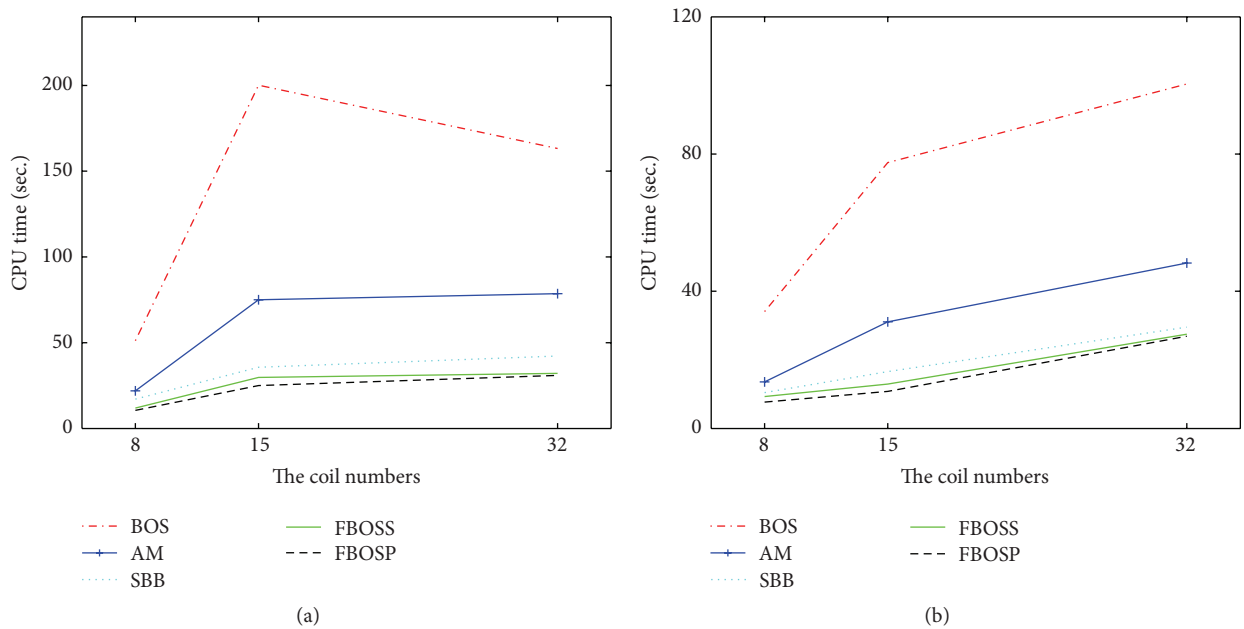 200
150
100
50
0
CPU time (sec.)
8 15 32
The coil numbers
BOS
AM
SBB
FBOSS
FBOSP
(a)
120
80
40
0
CPU time (sec.)
8 15 32
The coil numbers
BOS
AM
SBB
FBOSS
FBOSP
(b)